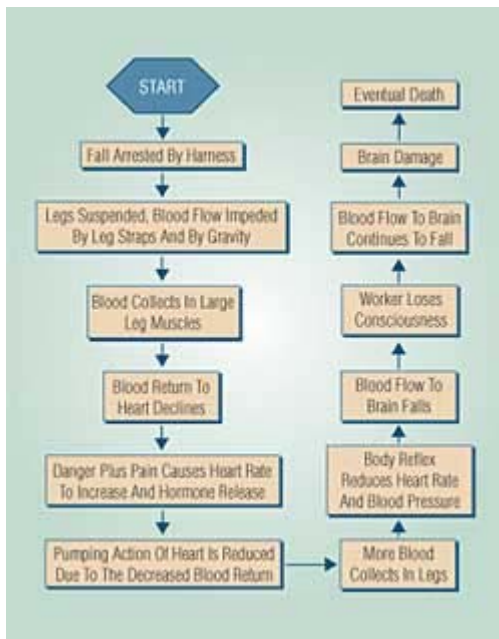 START
Fall Arrested By Harness
Legs Suspended, Blood Flow Impeded
By Leg Straps And By Gravity
Blood Collects In Large
Leg Muscles
Blood Return To
Heart Declines
Danger Plus Pain Causes Heart Rate
To Increase And Hormone Release
Pumping Action Of Heart Is Reduced
Due To The Decreased Blood Return
More Blood
Collects In Legs
Body Reflex
Reduces Heart Rate
And Blood Pressure
Blood Flow To
Brain Falls
Worker Loses
Consciousness
Blood Flow To Brain
Continues To Fall
Brain Damage
Eventual Death